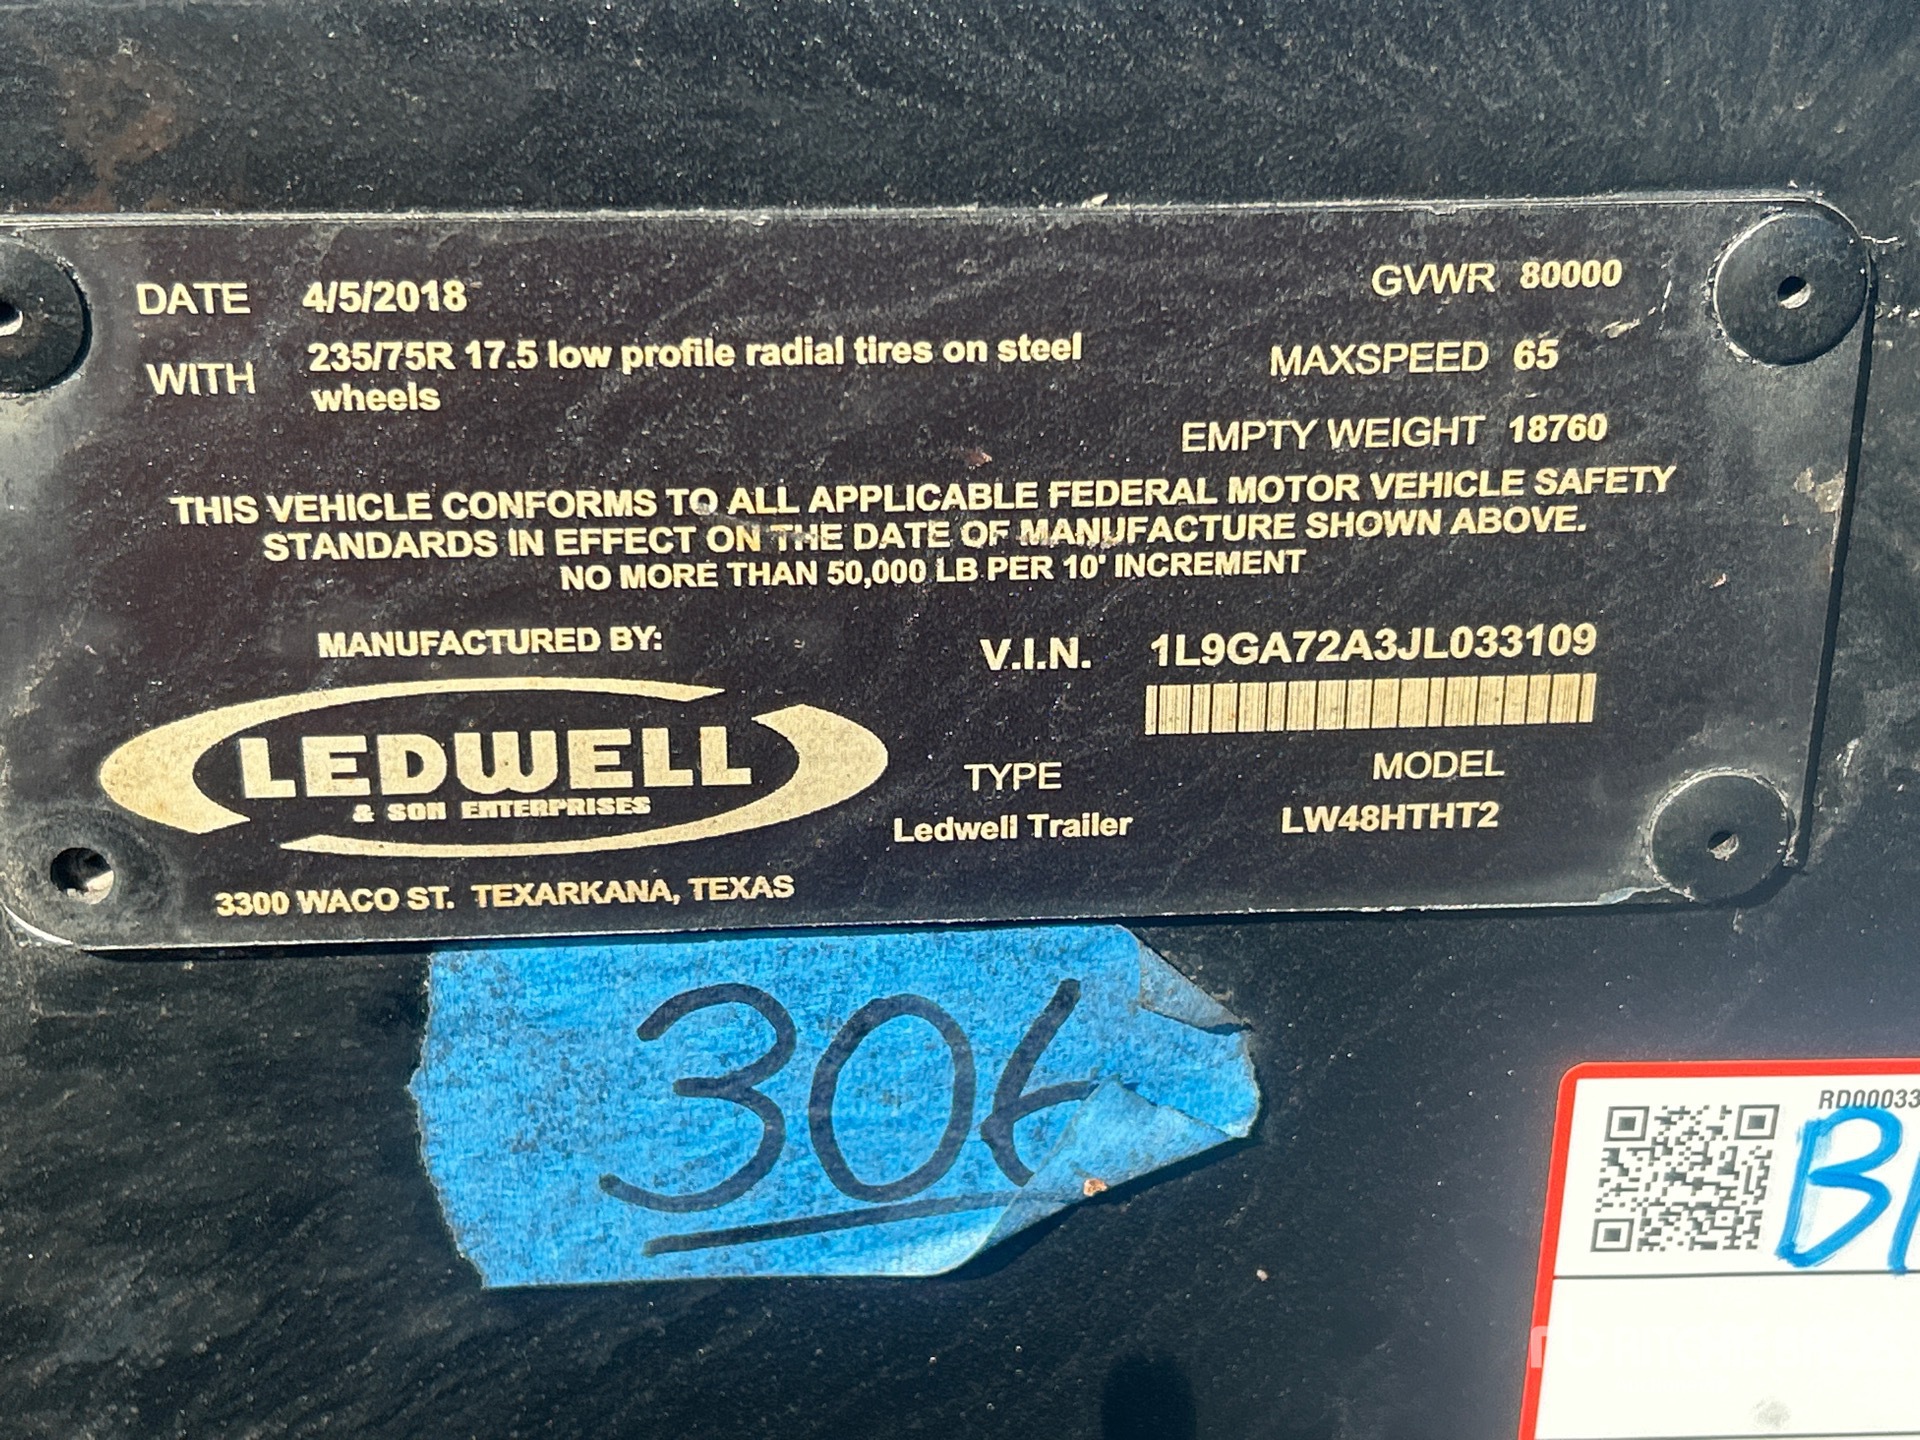 DATE 4/5/2018
GVWR 80000
WITH 235/75R 17.5 low profile radial tires on steel
wheels
MAXSPEED 65
EMPTY WEIGHT 18760
THIS VEHICLE CONFORMS TO ALL APPLICABLE FEDERAL MOTOR VEHICLE SAFETY
STANDARDS IN EFFECT ON THE DATE OF MANUFACTURE SHOWN ABOVE.
NO MORE THAN 50,000 LB PER 10' INCREMENT
MANUFACTURED BY:
LEDWELL
& SON ENTERPRISES
3300 WACO ST. TEXARKANA, TEXAS
V.I.N. 1L9GA72A3JL033109
TYPE
Ledwell Trailer
MODEL
LW48HTHT2
306
RD00033